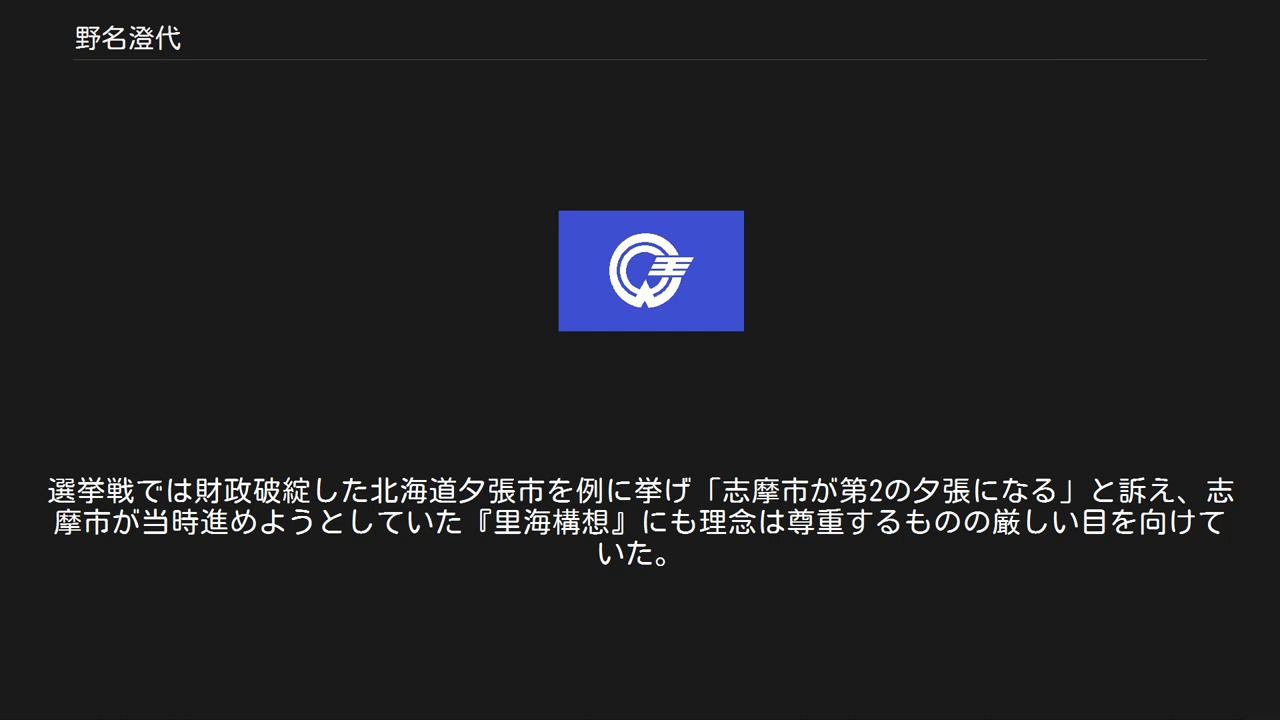 野名澄代
選挙戦では財政破綻した北海道夕張市を例に挙げ「志摩市が第2の夕張になる」と訴え、志
摩市が当時進めようとしていた『里海構想』にも理念は尊重するものの厳しい目を向けて
いた。